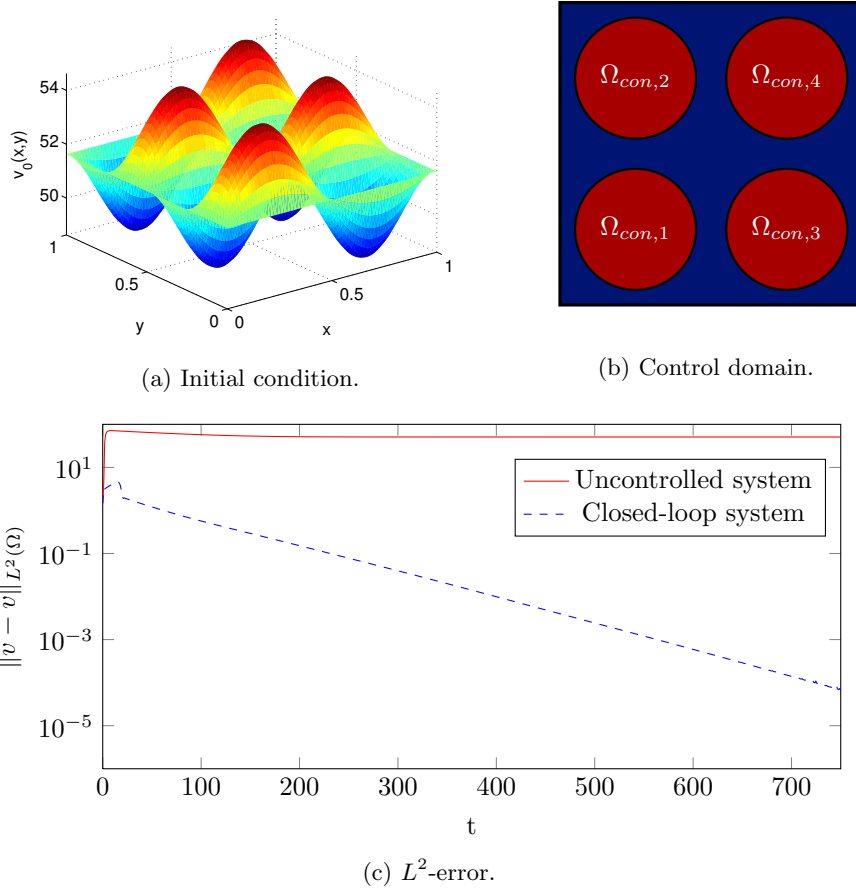 54
52
50
v₀(x,y)
1
0.5
0
y
0
0.5
1
x
(a) Initial condition.
Ω_{con,2}
Ω_{con,4}
Ω_{con,1}
Ω_{con,3}
(b) Control domain.
10^1
10^{-1}
10^{-3}
10^{-5}
‖v − v‖_{L^2(Ω)}
Uncontrolled system
Closed-loop system
0
100
200
300
400
500
600
700
t
(c) L^2-error.